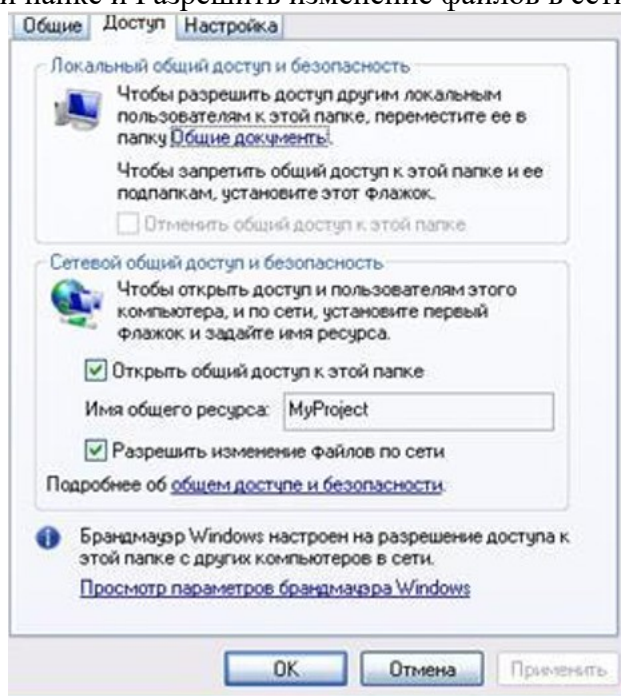 и папке и Разрешить изменение файлов в сети
Общие Доступ Настройка
Локальный общий доступ и безопасность
Чтобы разрешить доступ другим локальным
пользователям к этой папке, переместите ее в
папку Общие документы.
Чтобы запретить общий доступ к этой папке и ее
подпапкам, установите этот флажок.
Отменить общий доступ к этой папке
Сетевой общий доступ и безопасность
Чтобы открыть доступ и пользователям этого
компьютера, и по сети, установите первый
флажок и задайте имя ресурса.
Открыть общий доступ к этой папке
Имя общего ресурса: MyProject
Разрешить изменение файлов по сети
Подробнее об общем доступе и безопасности.
Брандмауэр Windows настроен на разрешение доступа к
этой папке с других компьютеров в сети.
Просмотр параметров брандмауэра Windows
OK Отмена Применить